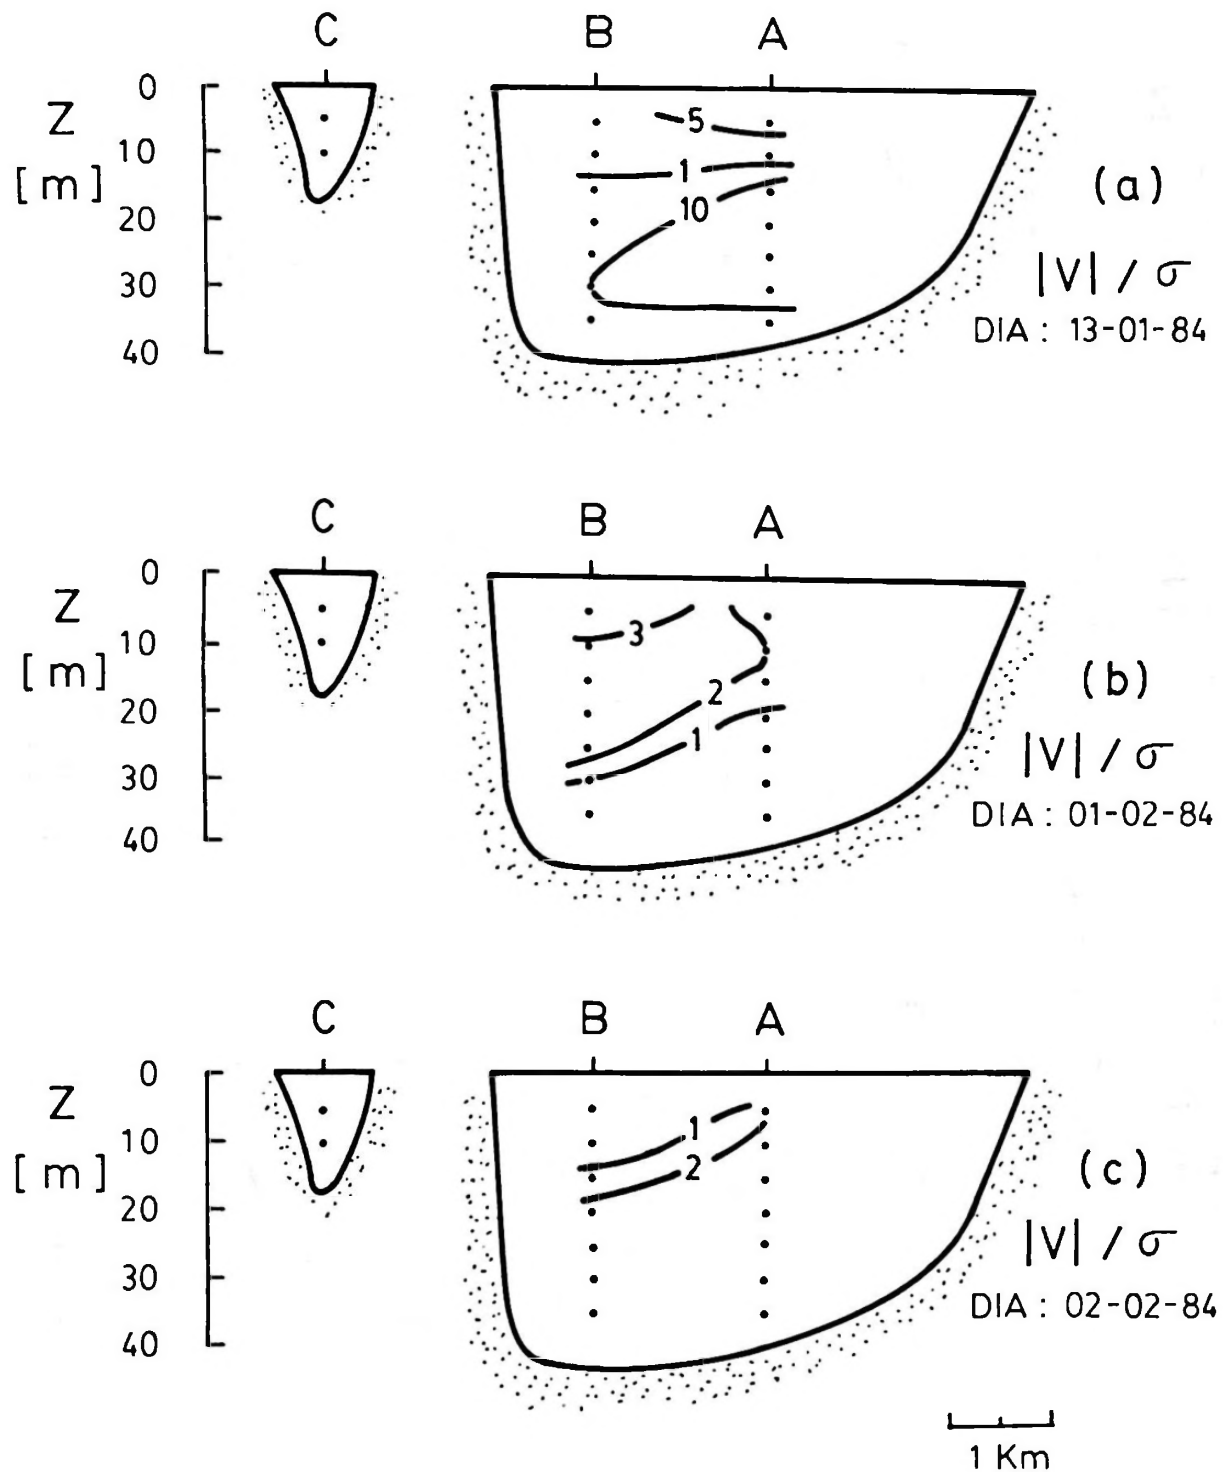 C B A
0
Z
10
[m]
20
30
40
5
1
10
(a)
|V| / σ
DIA : 13-01-84
C B A
0
Z
10
[m]
20
30
40
3
2
1
(b)
|V| / σ
DIA : 01-02-84
C B A
0
Z
10
[m]
20
30
40
1
2
(c)
|V| / σ
DIA : 02-02-84
1 Km